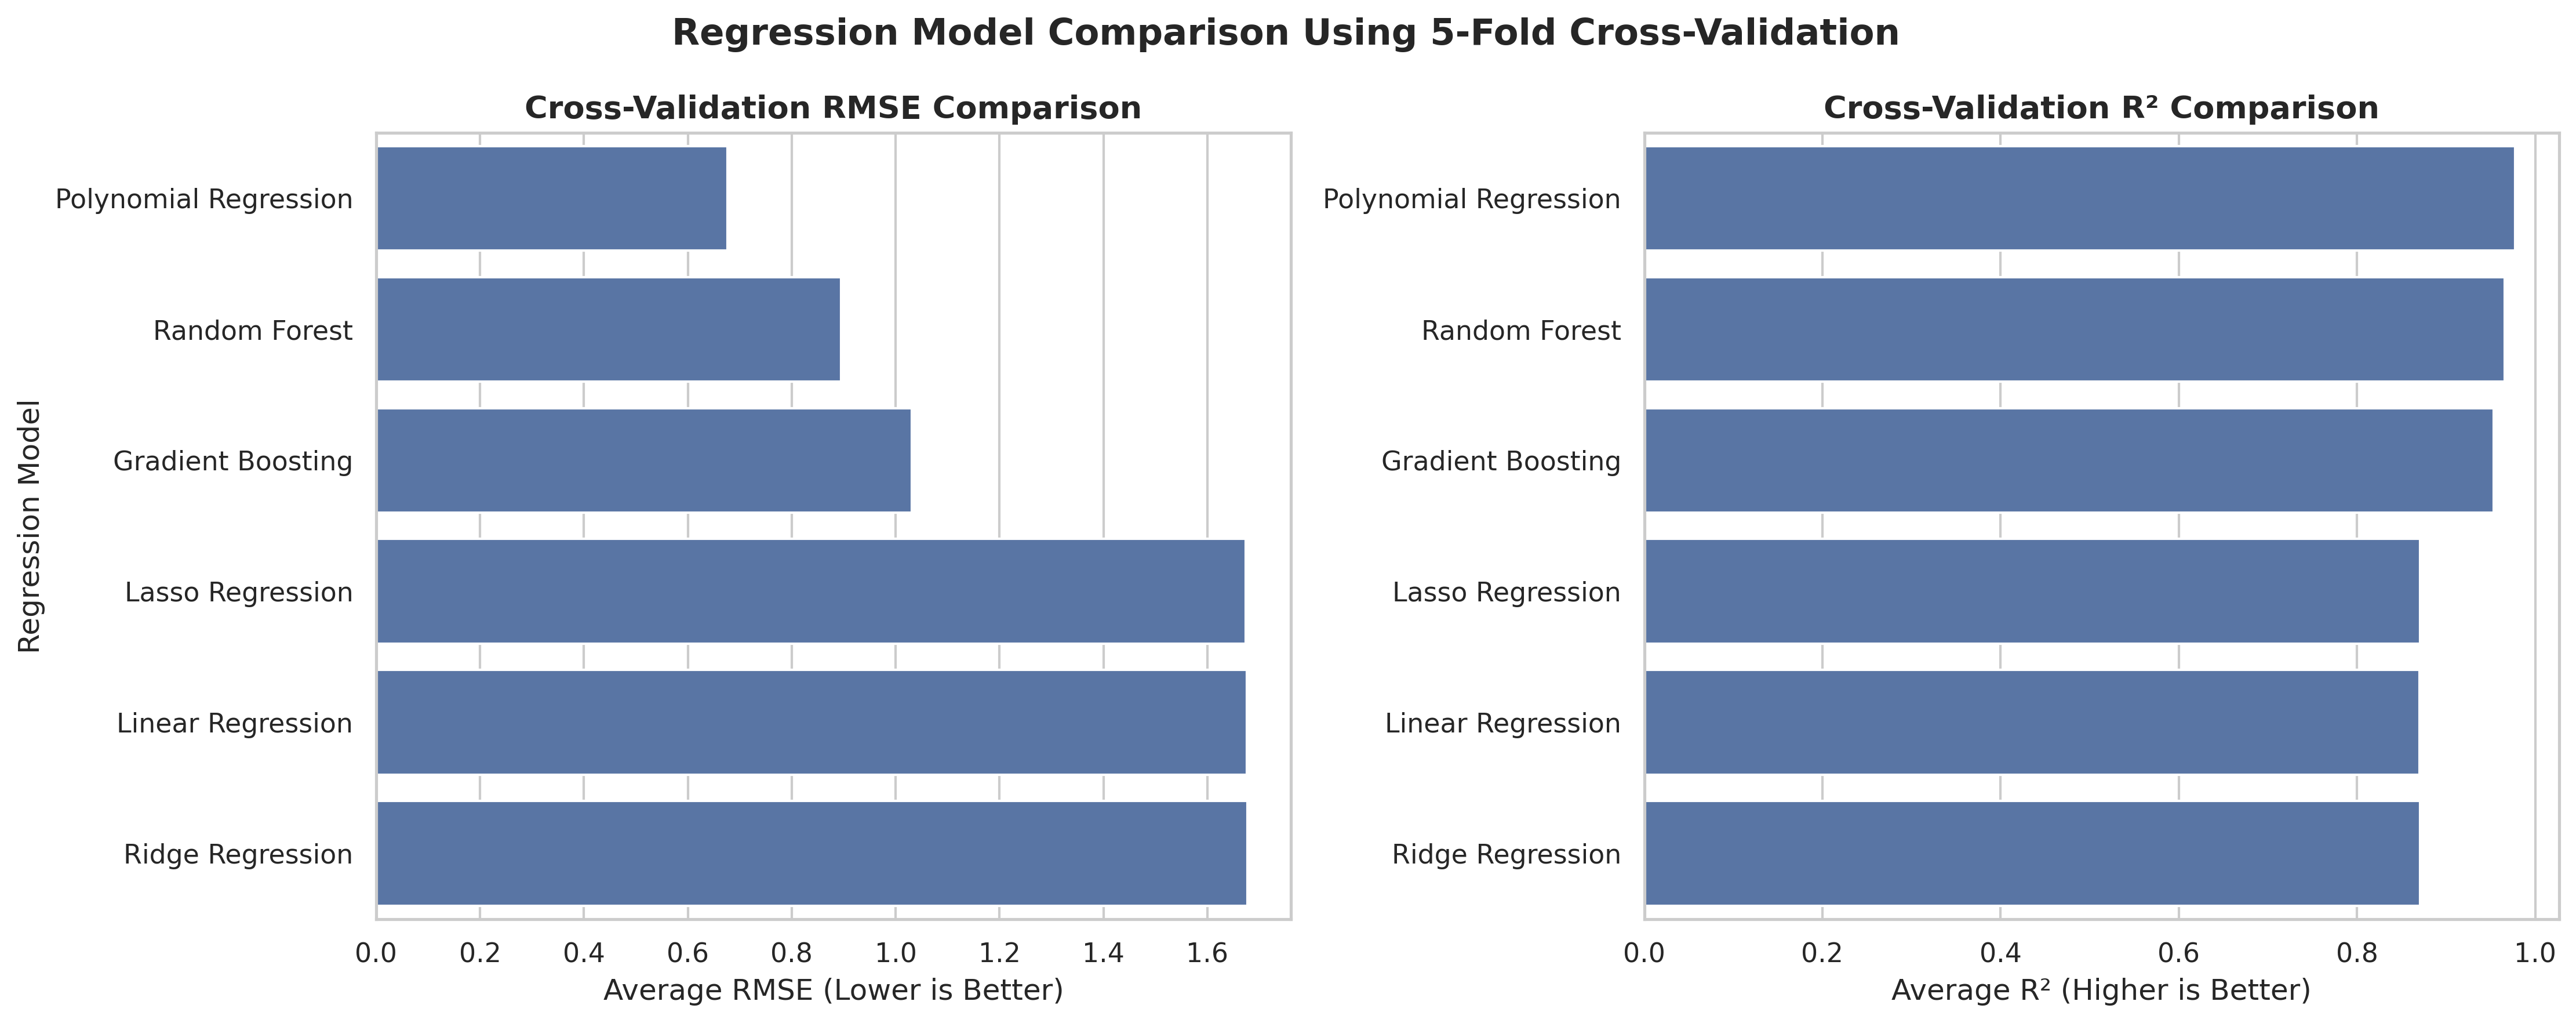 Regression Model Comparison Using 5-Fold Cross-Validation
Cross-Validation RMSE Comparison
Regression Model
Polynomial Regression
Random Forest
Gradient Boosting
Lasso Regression
Linear Regression
Ridge Regression
0.0 0.2 0.4 0.6 0.8 1.0 1.2 1.4 1.6
Average RMSE (Lower is Better)
Cross-Validation R² Comparison
Polynomial Regression
Random Forest
Gradient Boosting
Lasso Regression
Linear Regression
Ridge Regression
0.0 0.2 0.4 0.6 0.8 1.0
Average R² (Higher is Better)